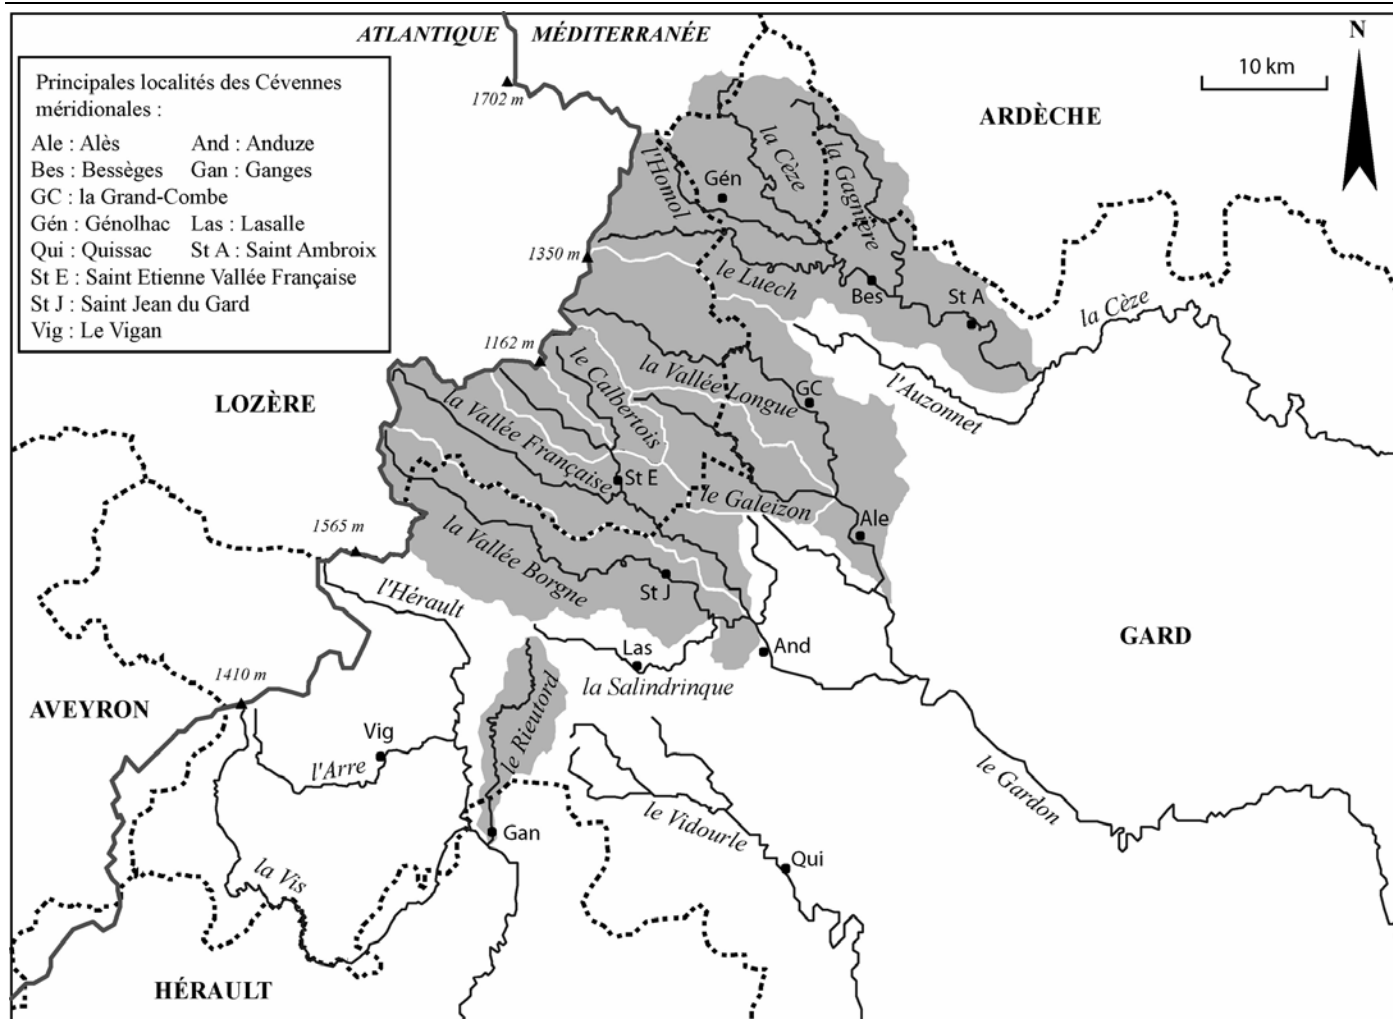 ATLANTIQUE MÉDITERRANÉE
N
Principales localités des Cévennes
méridionales :
Ale : Alès And : Anduze
Bes : Bessèges Gan : Ganges
GC : la Grand-Combe
Gén : Génolhac Las : Lasalle
Qui : Quissac St A : Saint Ambroix
St E : Saint Etienne Vallée Française
St J : Saint Jean du Gard
Vig : Le Vigan
10 km
1702 m
ARDÈCHE
l'Homol
Gén
la Cèze
la Gagnière
1350 m
le Luech
Bes
St A
la Cèze
1162 m
le Calbertois
la Vallée Longue
GC
l'Auzonnet
LOZÈRE
la Vallée Française
St E
le Galeizon
Ale
1565 m
la Vallée Borgne
St J
l'Hérault
Las
And
la Salindrinque
GARD
1410 m
AVEYRON
Vig
l'Arre
le Rieutord
le Gardon
le Vidourle
Gan
Qui
la Vis
HÉRAULT